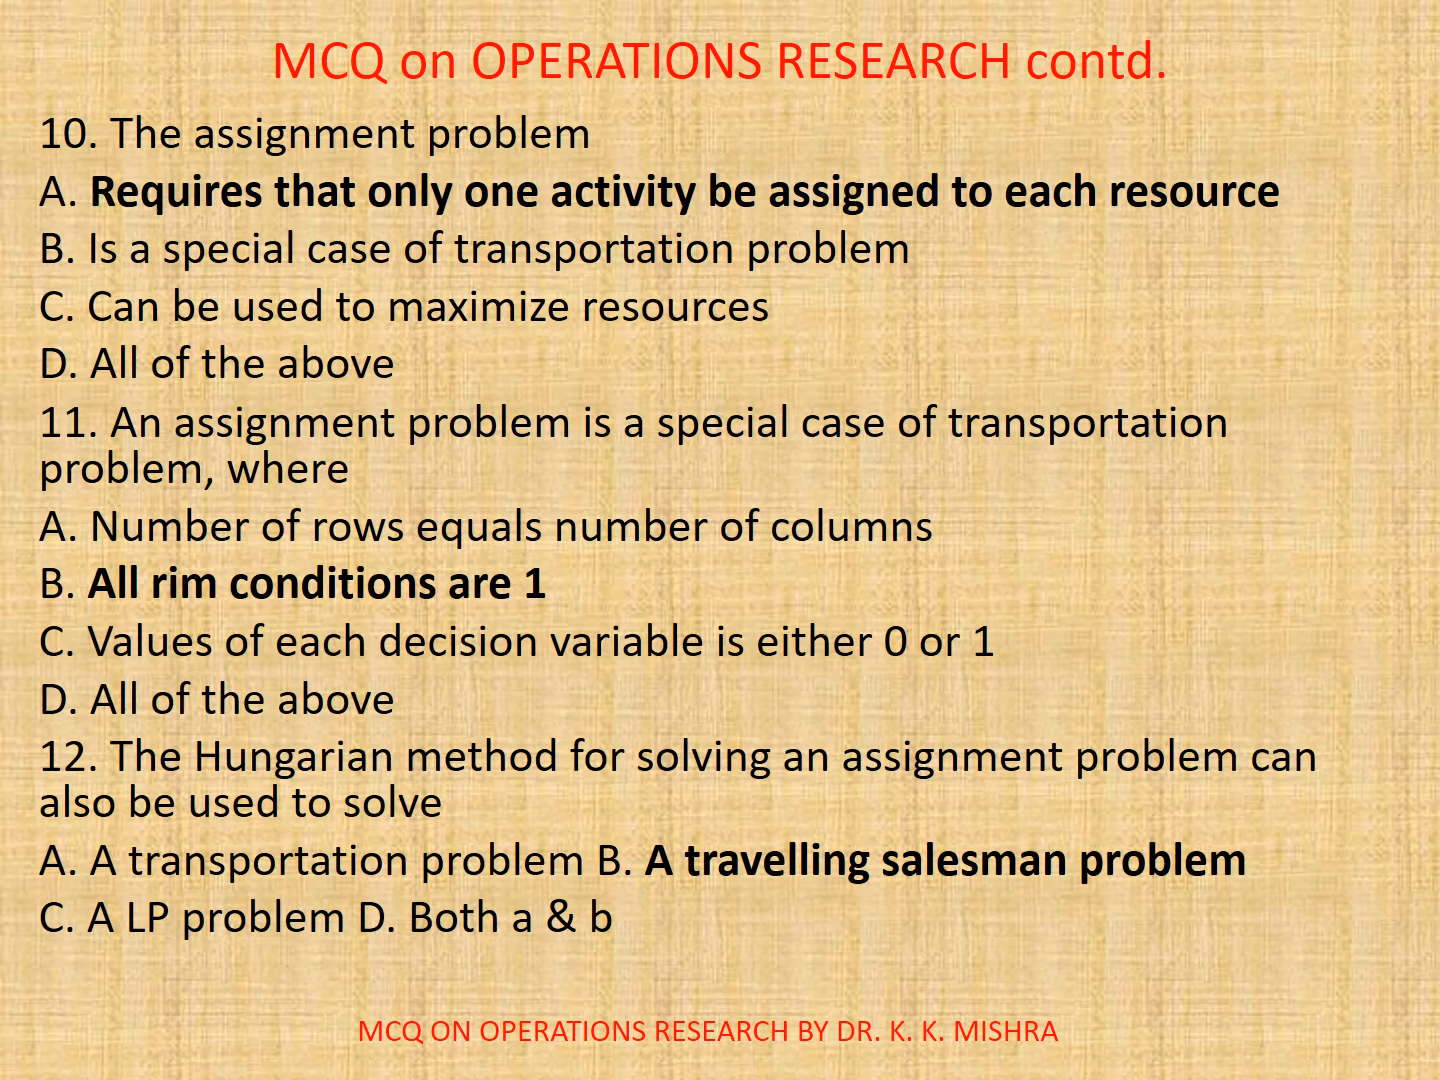 MCQ on OPERATIONS RESEARCH contd.
10. The assignment problem
A. Requires that only one activity be assigned to each resource
B. Is a special case of transportation problem
C. Can be used to maximize resources
D. All of the above
11. An assignment problem is a special case of transportation
problem, where
A. Number of rows equals number of columns
B. All rim conditions are 1
C. Values of each decision variable is either 0 or 1
D. All of the above
12. The Hungarian method for solving an assignment problem can
also be used to solve
A. A transportation problem B. A travelling salesman problem
C. A LP problem D. Both a & b
MCQ ON OPERATIONS RESEARCH BY DR. K. K. MISHRA